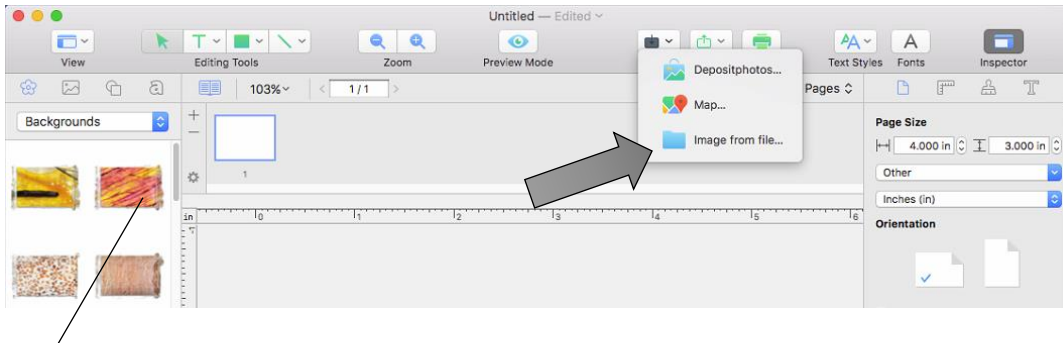 Untitled — Edited
View
Editing Tools
Zoom
Preview Mode
Text Styles
Fonts
Inspector
Depositphotos...
Map...
Image from file...
103%
1/1
Pages
Backgrounds
1
Page Size
4.000 in
3.000 in
Other
Inches (in)
Orientation
in
0
1
2
3
4
5
6